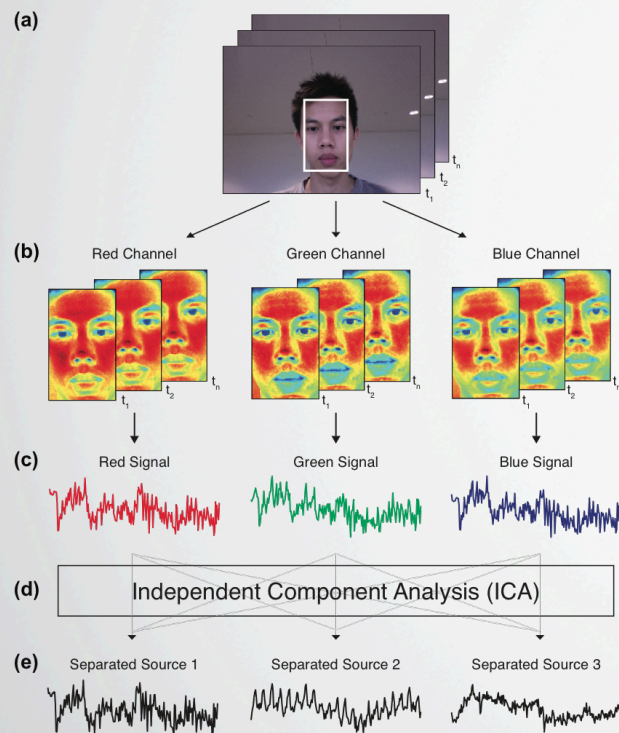 (a)
t1
t2
tn
(b)
Red Channel Green Channel Blue Channel
t1 t2 tn t1 t2 tn t1 t2 tn
(c)
Red Signal Green Signal Blue Signal
(d)
Independent Component Analysis (ICA)
(e)
Separated Source 1 Separated Source 2 Separated Source 3